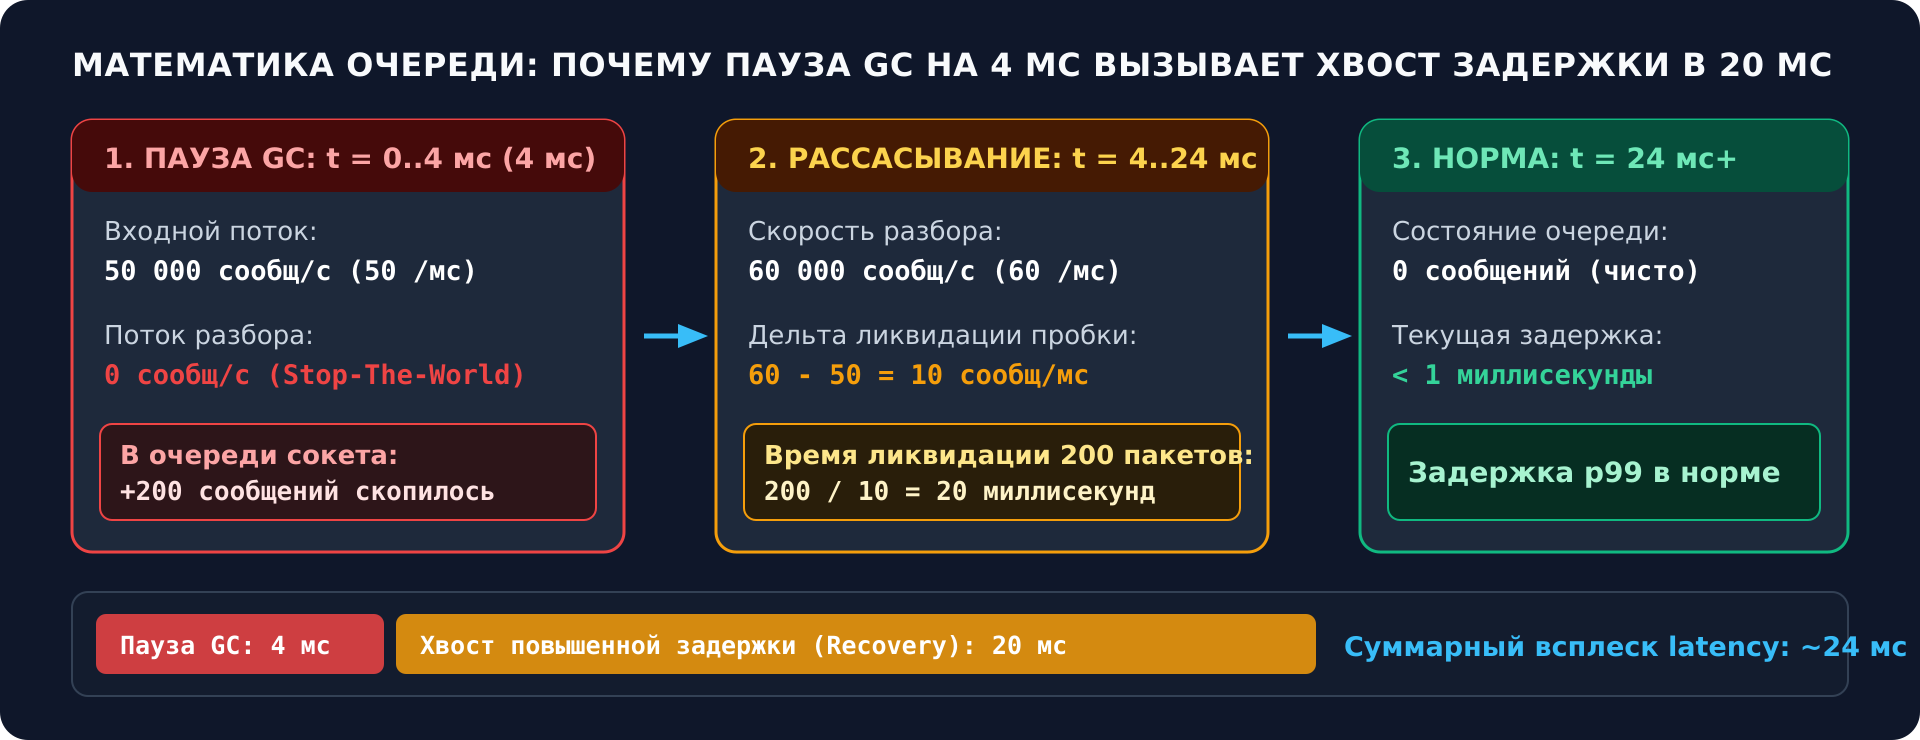 МАТЕМАТИКА ОЧЕРЕДИ: ПОЧЕМУ ПАУЗА GC НА 4 МС ВЫЗЫВАЕТ ХВОСТ ЗАДЕРЖКИ В 20 МС
1. ПАУЗА GC: t = 0..4 мс (4 мс)
Входной поток:
50 000 сообщ/с (50 /мс)
Поток разбора:
0 сообщ/с (Stop-The-World)
В очереди сокета:
+200 сообщений скопилось
2. РАССАСЫВАНИЕ: t = 4..24 мс
Скорость разбора:
60 000 сообщ/с (60 /мс)
Дельта ликвидации пробки:
60 - 50 = 10 сообщ/мс
Время ликвидации 200 пакетов:
200 / 10 = 20 миллисекунд
3. НОРМА: t = 24 мс+
Состояние очереди:
0 сообщений (чисто)
Текущая задержка:
< 1 миллисекунды
Задержка p99 в норме
Пауза GC: 4 мс
Хвост повышенной задержки (Recovery): 20 мс
Суммарный всплеск latency: ~24 мс